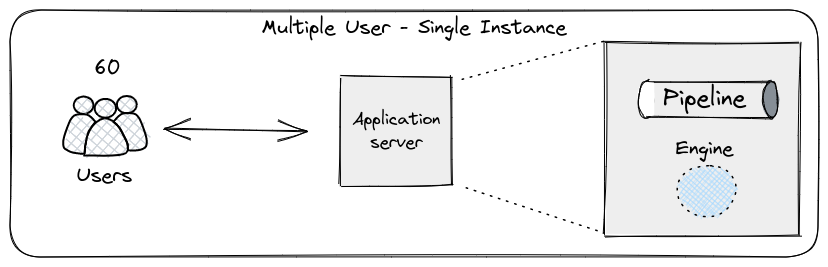 Multiple User - Single Instance
60
Users
Application
server
Pipeline
Engine